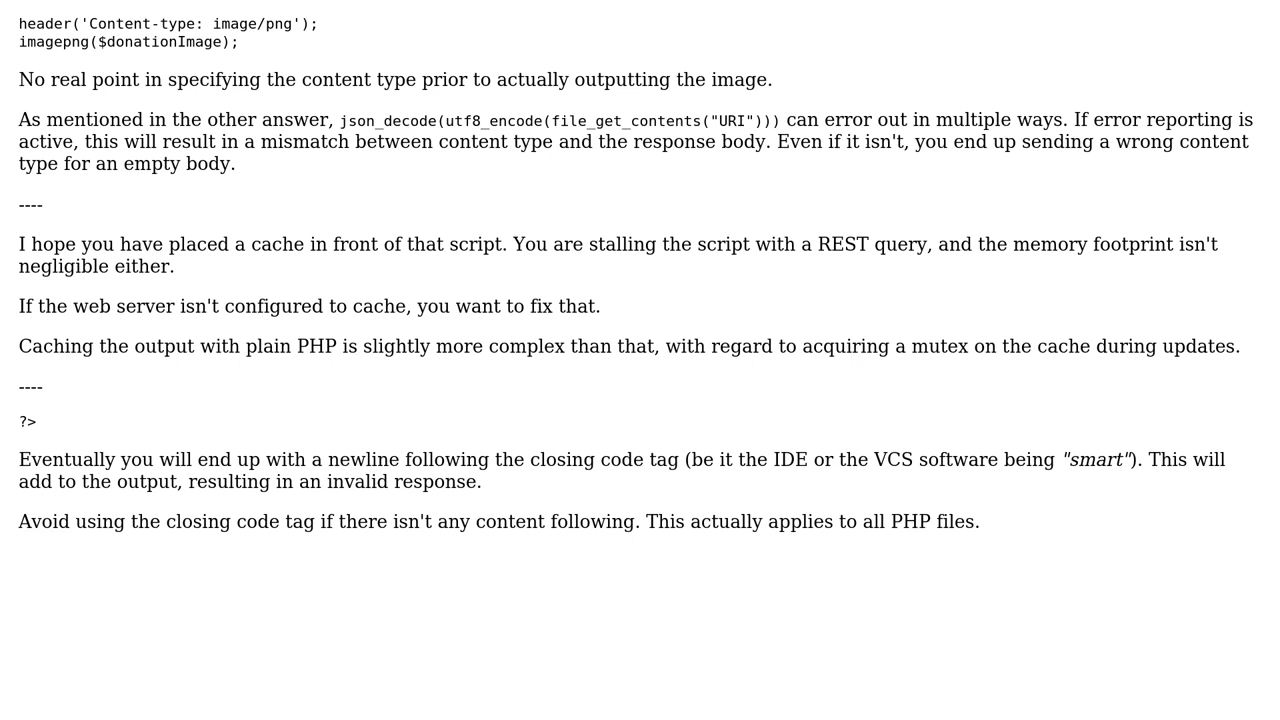 header('Content-type: image/png');
imagepng($donationImage);
No real point in specifying the content type prior to actually outputting the image.
As mentioned in the other answer, json_decode(utf8_encode(file_get_contents("URI"))) can error out in multiple ways. If error reporting is
active, this will result in a mismatch between content type and the response body. Even if it isn't, you end up sending a wrong content
type for an empty body.
----
I hope you have placed a cache in front of that script. You are stalling the script with a REST query, and the memory footprint isn't
negligible either.
If the web server isn't configured to cache, you want to fix that.
Caching the output with plain PHP is slightly more complex than that, with regard to acquiring a mutex on the cache during updates.
----
?>
Eventually you will end up with a newline following the closing code tag (be it the IDE or the VCS software being "smart"). This will
add to the output, resulting in an invalid response.
Avoid using the closing code tag if there isn't any content following. This actually applies to all PHP files.